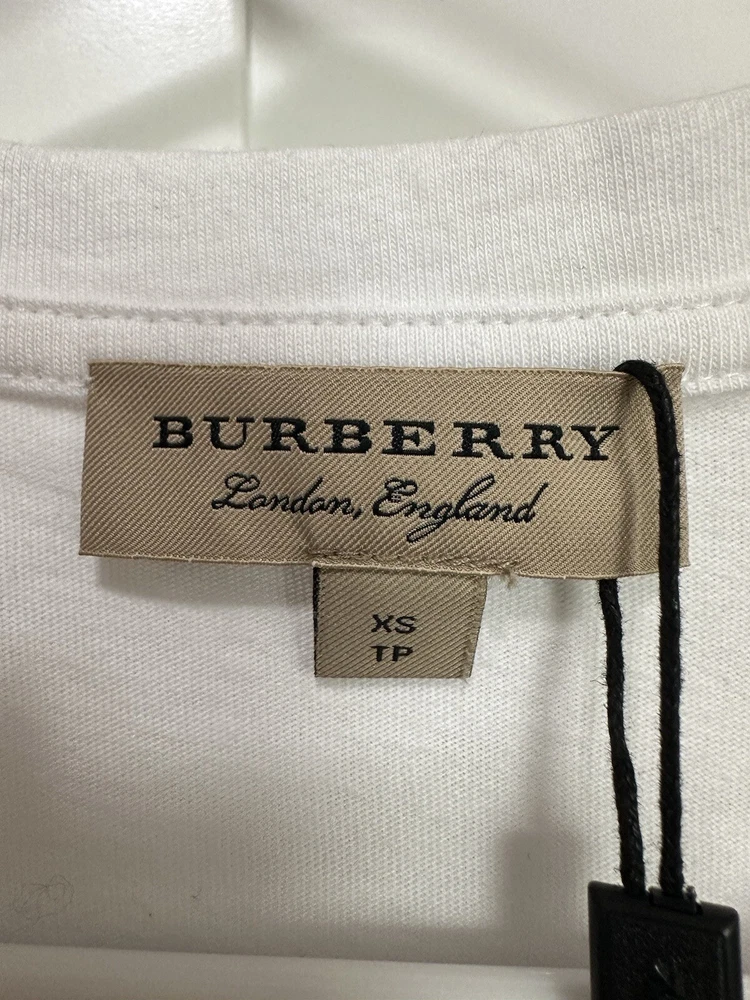 BURBERRY
London, England
XS
TP